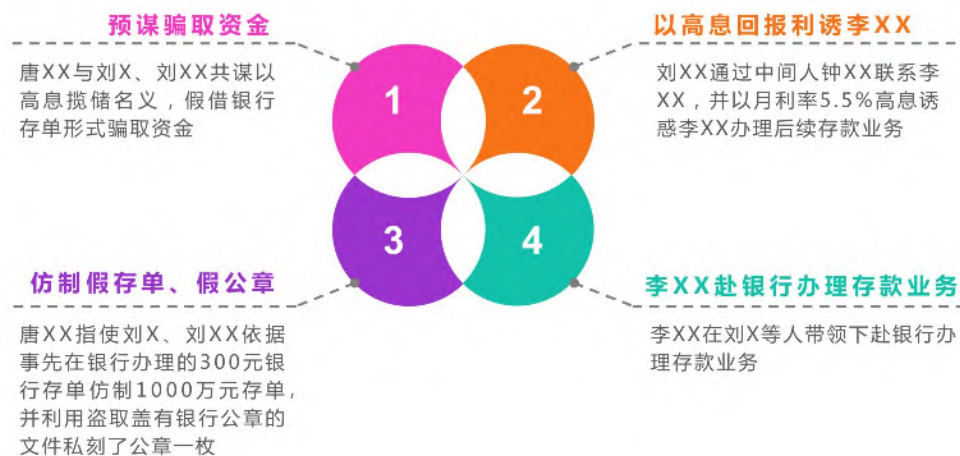 预谋骗取资金
唐XX与刘X、刘XX共谋以
高息揽储名义，假借银行
存单形式骗取资金
1
2
以高息回报利诱李XX
刘XX通过中间人钟XX联系李
XX，并以月利率5.5%高息诱
惑李XX办理后续存款业务
仿制假存单、假公章
唐XX指使刘X、刘XX依据
事先在银行办理的300元银
行存单仿制1000万元存单，
并利用盗取盖有银行公章的
文件私刻了公章一枚
3
4
李XX赴银行办理存款业务
李XX在刘X等人带领下赴银行办
理存款业务